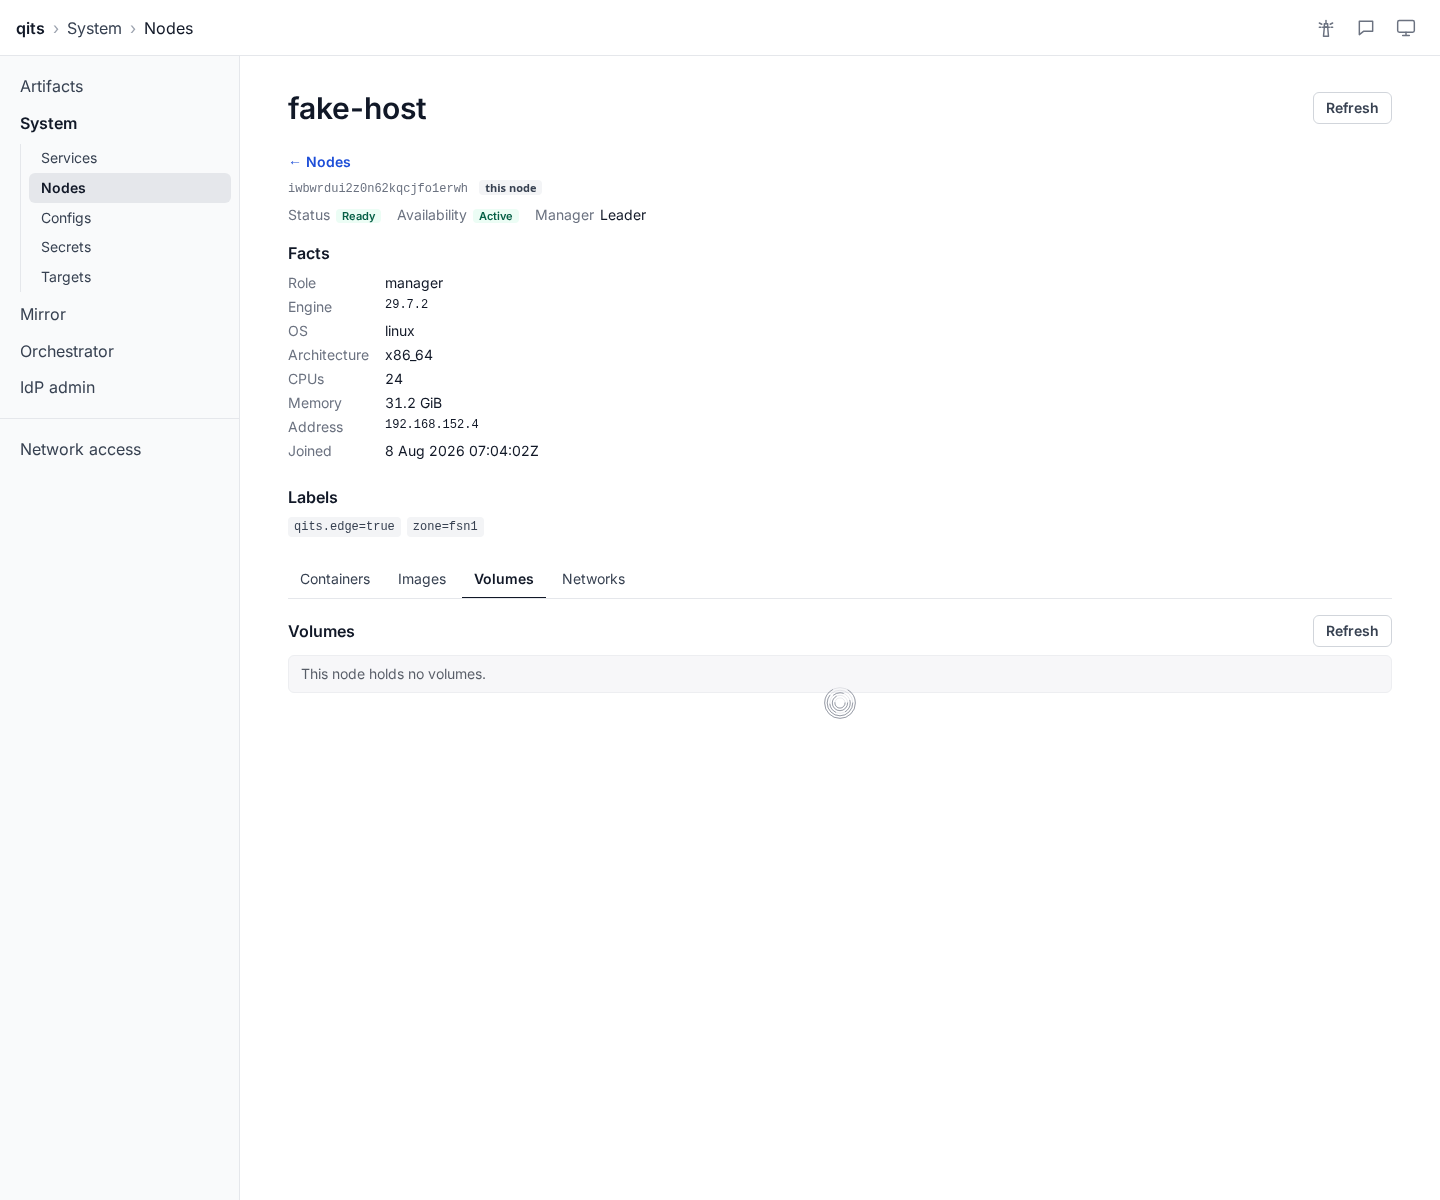 qits › System › Nodes
Artifacts
System
Services
Nodes
Configs
Secrets
Targets
Mirror
Orchestrator
IdP admin
Network access
fake-host
Refresh
← Nodes
iwbwrdui2z0n62kqcjfo1erwh this node
Status Ready Availability Active Manager Leader
Facts
Role manager
Engine 29.7.2
OS linux
Architecture x86_64
CPUs 24
Memory 31.2 GiB
Address 192.168.152.4
Joined 8 Aug 2026 07:04:02Z
Labels
qits.edge=true zone=fsn1
Containers Images Volumes Networks
Volumes
Refresh
This node holds no volumes.